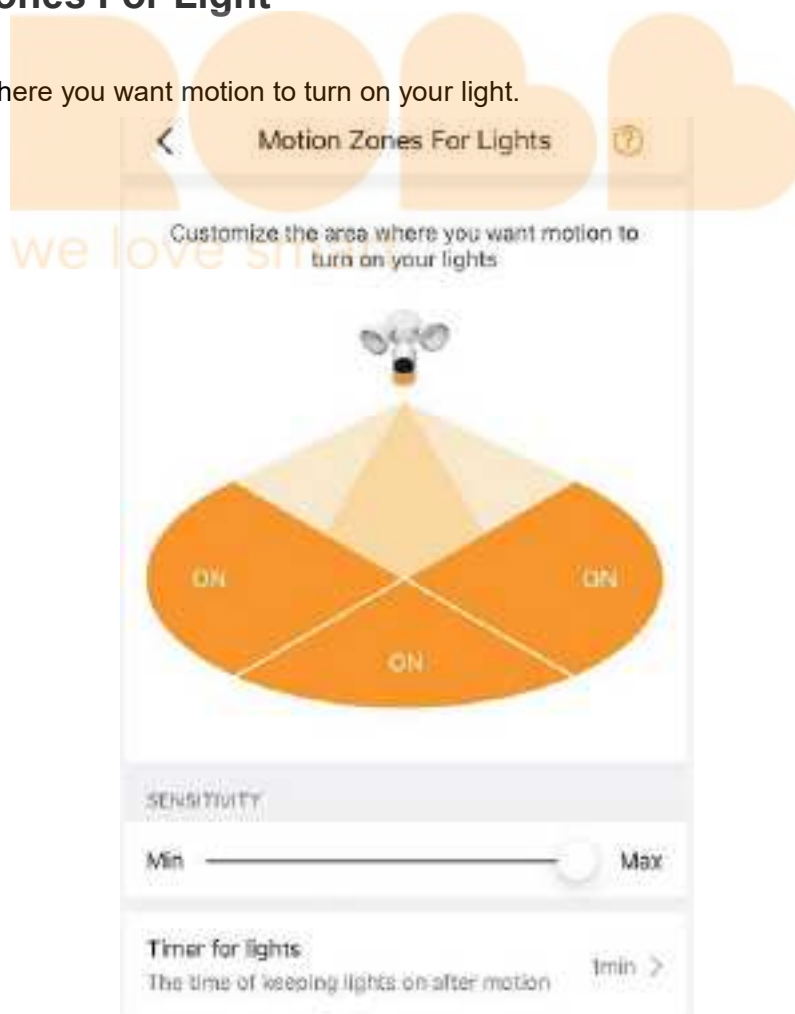 ones For Light
here you want motion to turn on your light.
Motion Zones For Lights
Customize the area where you want motion to
turn on your lights
we love smart
ON
ON
ON
SENSITIVITY
Min
Max
Timer for lights
The time of keeping lights on after motion
1min >